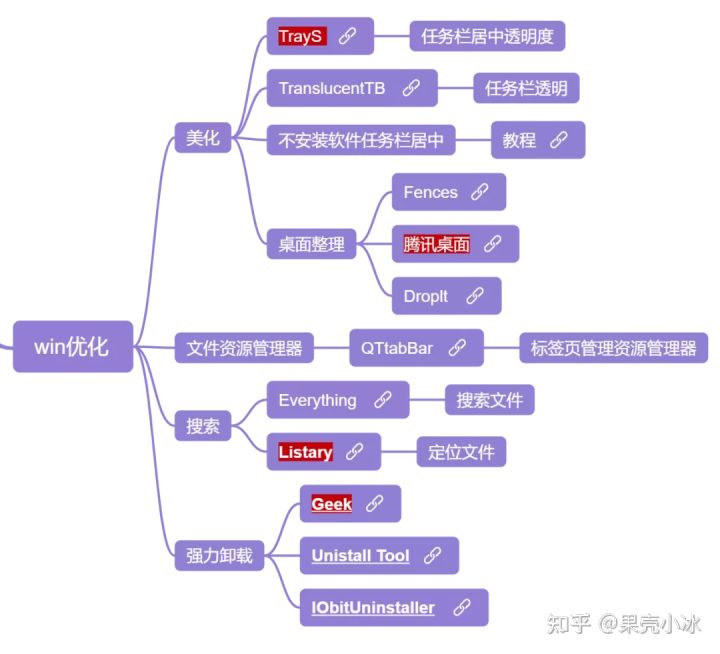 win优化
美化
TrayS
任务栏居中透明度
TranslucentTB
任务栏透明
不安装软件任务栏居中
教程
桌面整理
Fences
腾讯桌面
DropIt
文件资源管理器
QTtabBar
标签页管理资源管理器
搜索
Everything
搜索文件
Listary
定位文件
强力卸载
Geek
Unistall Tool
IObitUninstaller
知乎 @果壳小冰